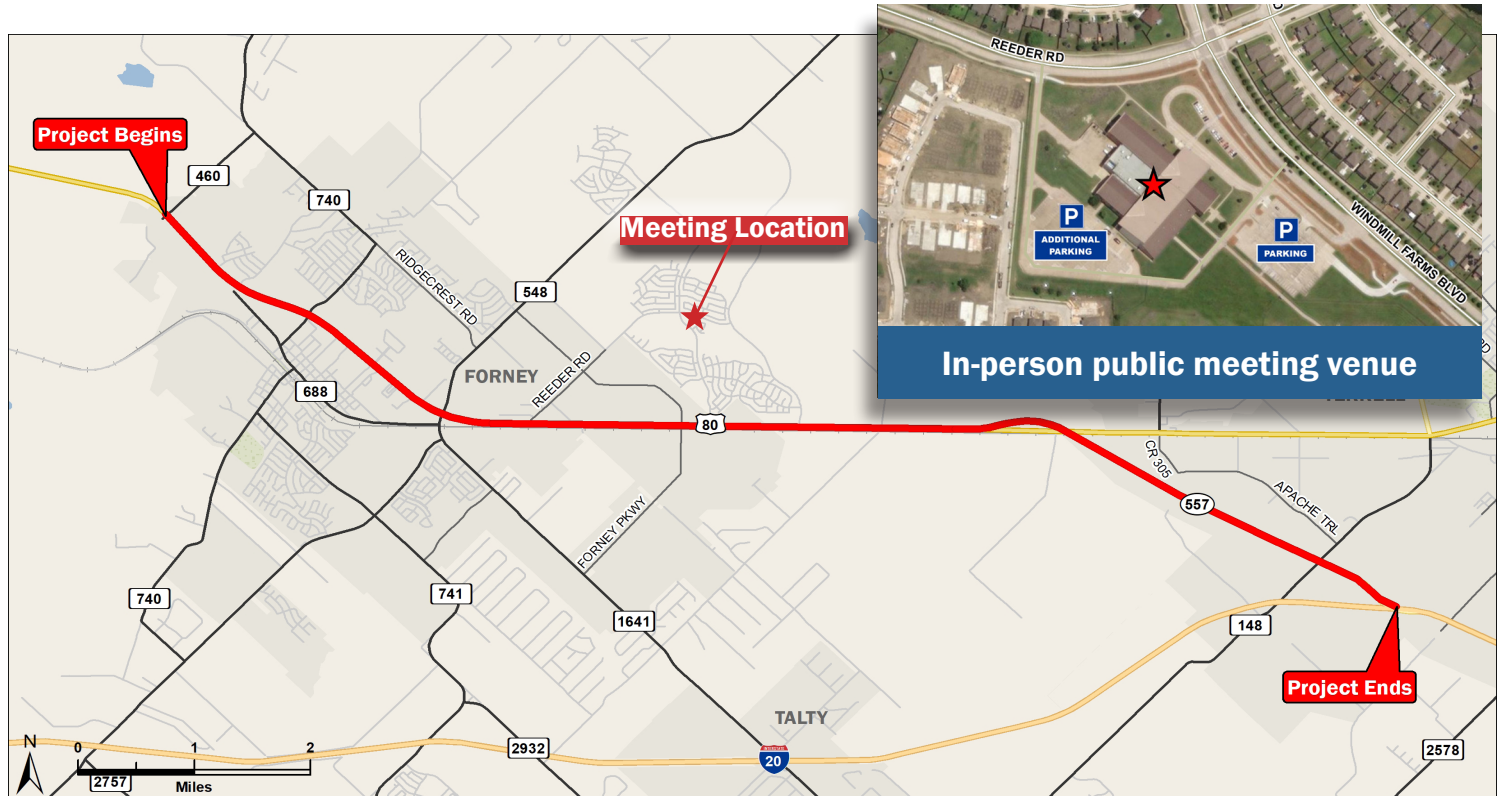 REEDER RD
WINDMILL FARMS BLVD
P
ADDITIONAL
PARKING
P
PARKING
In-person public meeting venue
Project Begins
460
740
Meeting Location
RIDGECREST RD
548
688
FORNEY
REEDER RD
80
CR 305
557
APACHE TRL
FORNEY PKWY
740
741
1641
148
Project Ends
TALTY
N
0
1
2
Miles
2757
2932
20
2578